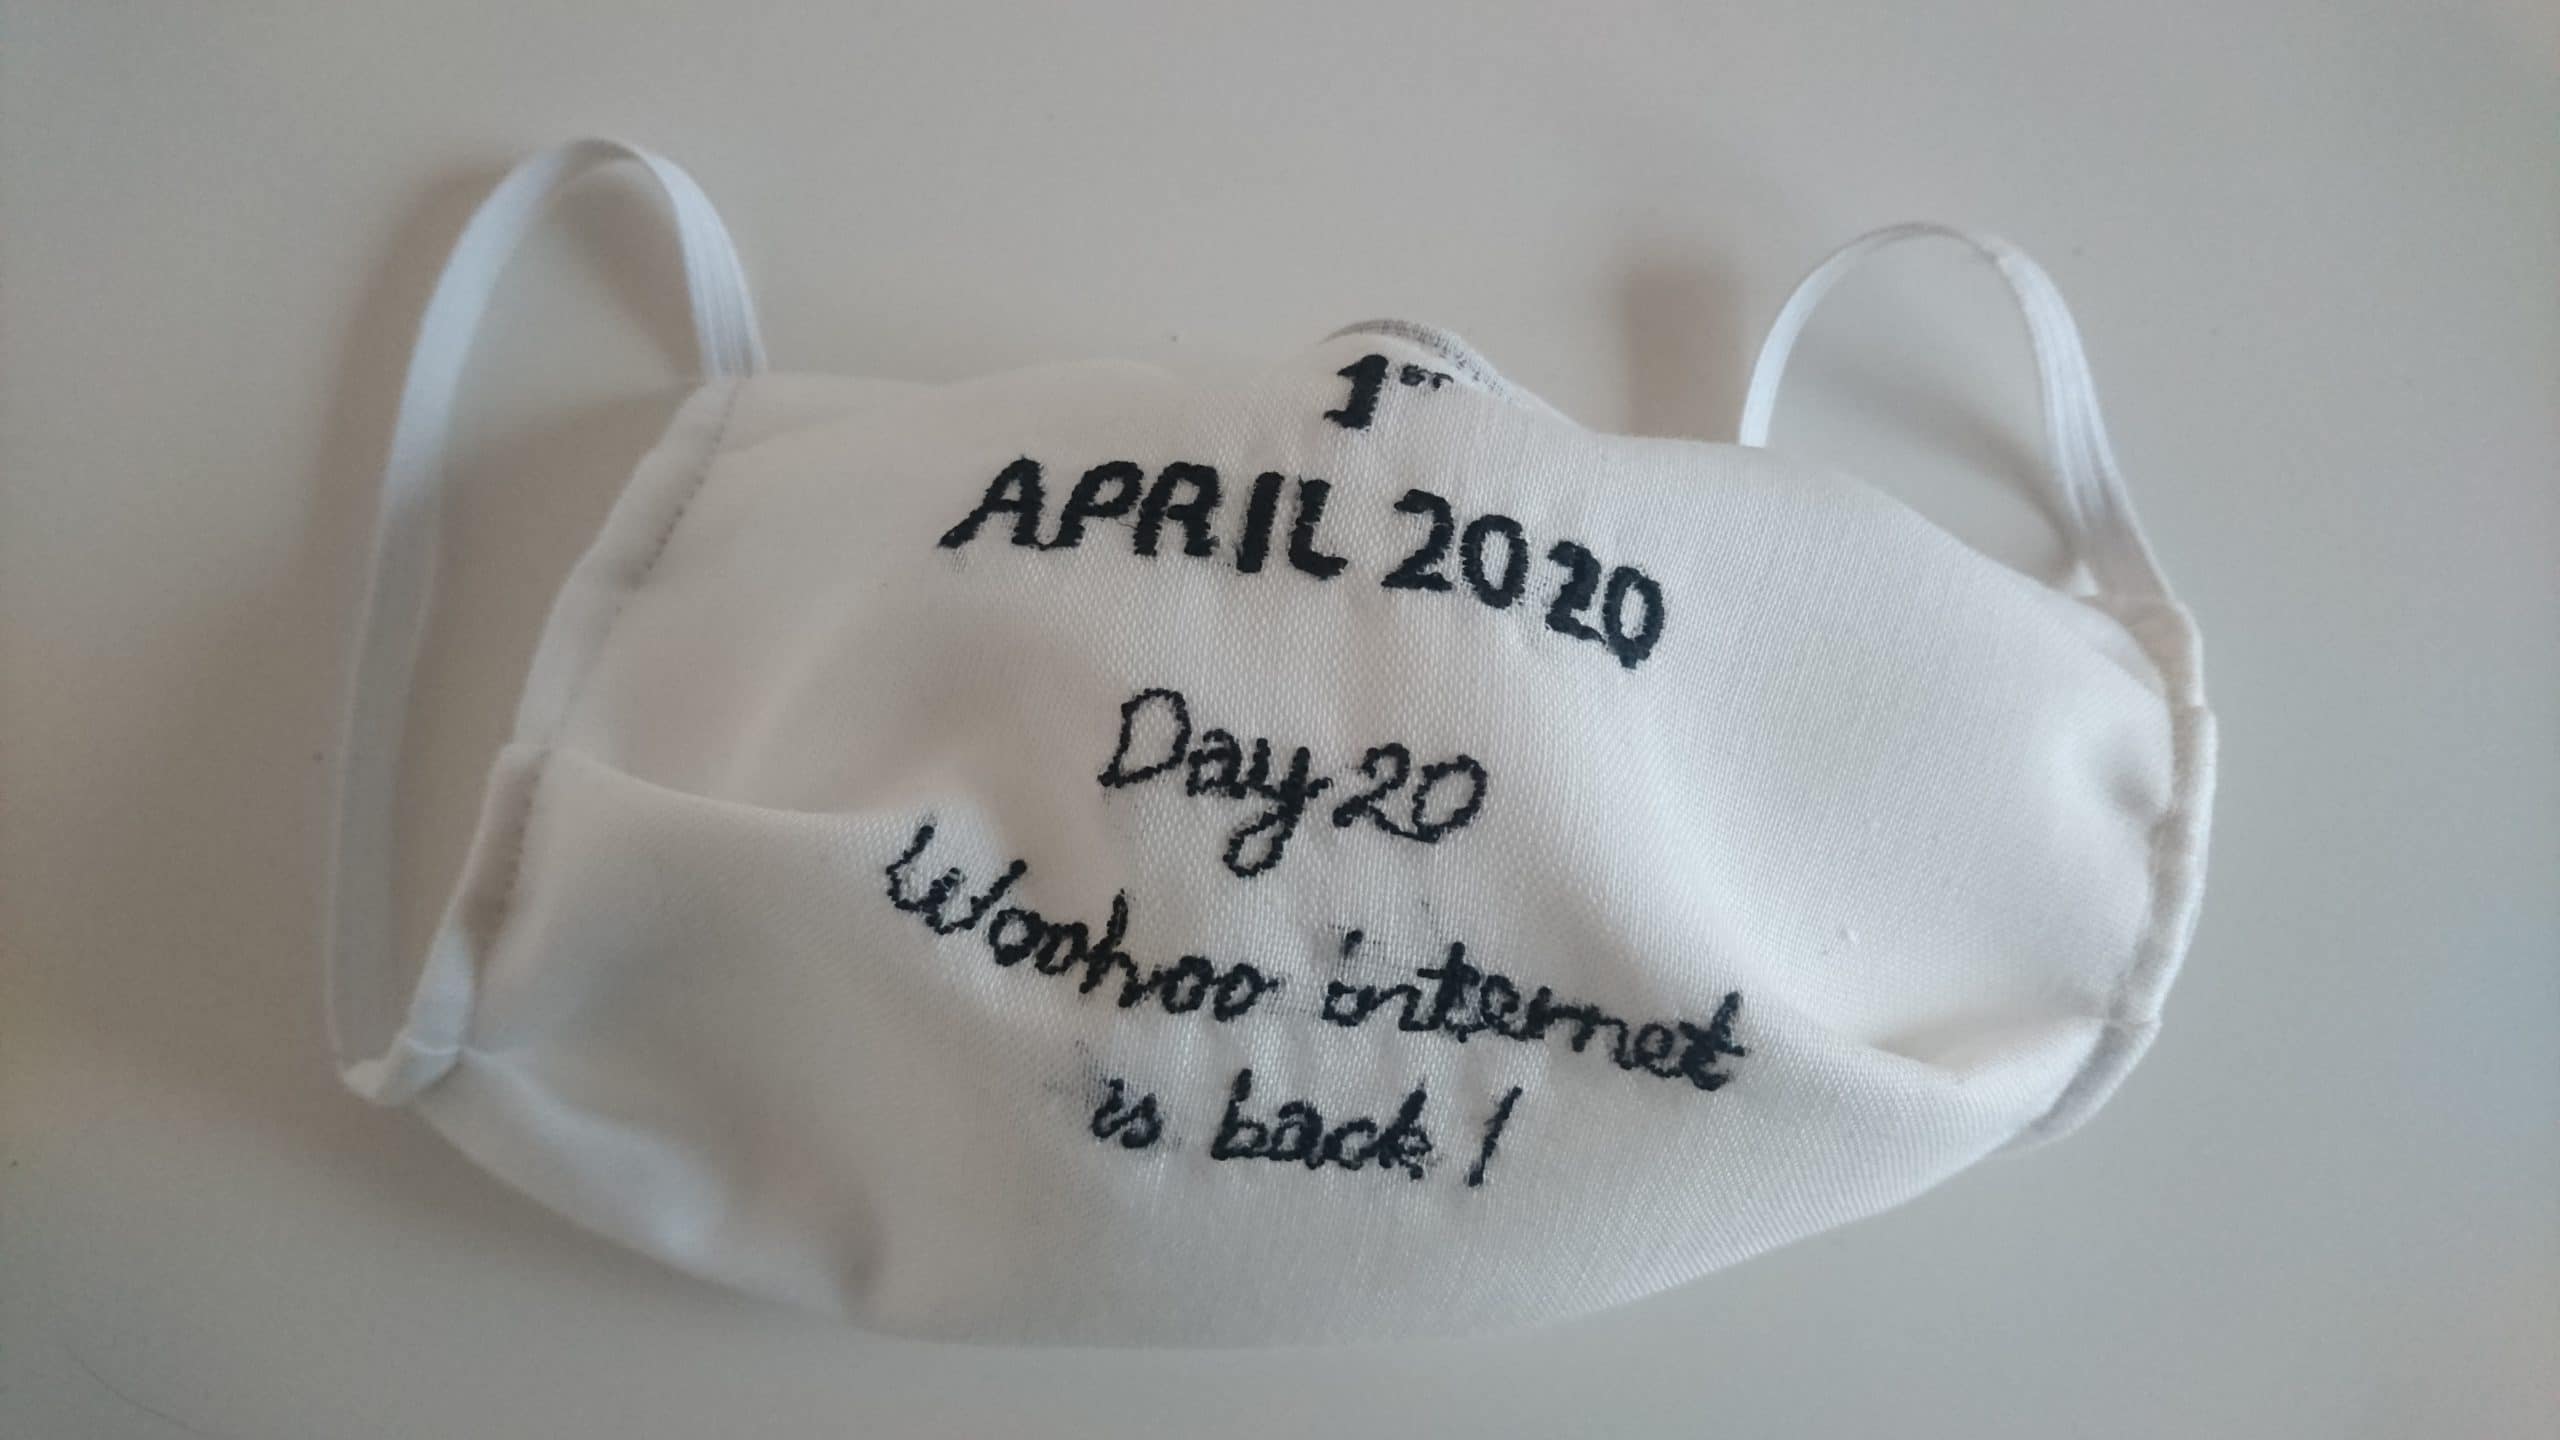 1ST
APRIL 2020
Day 20
Woohoo internet
is back!